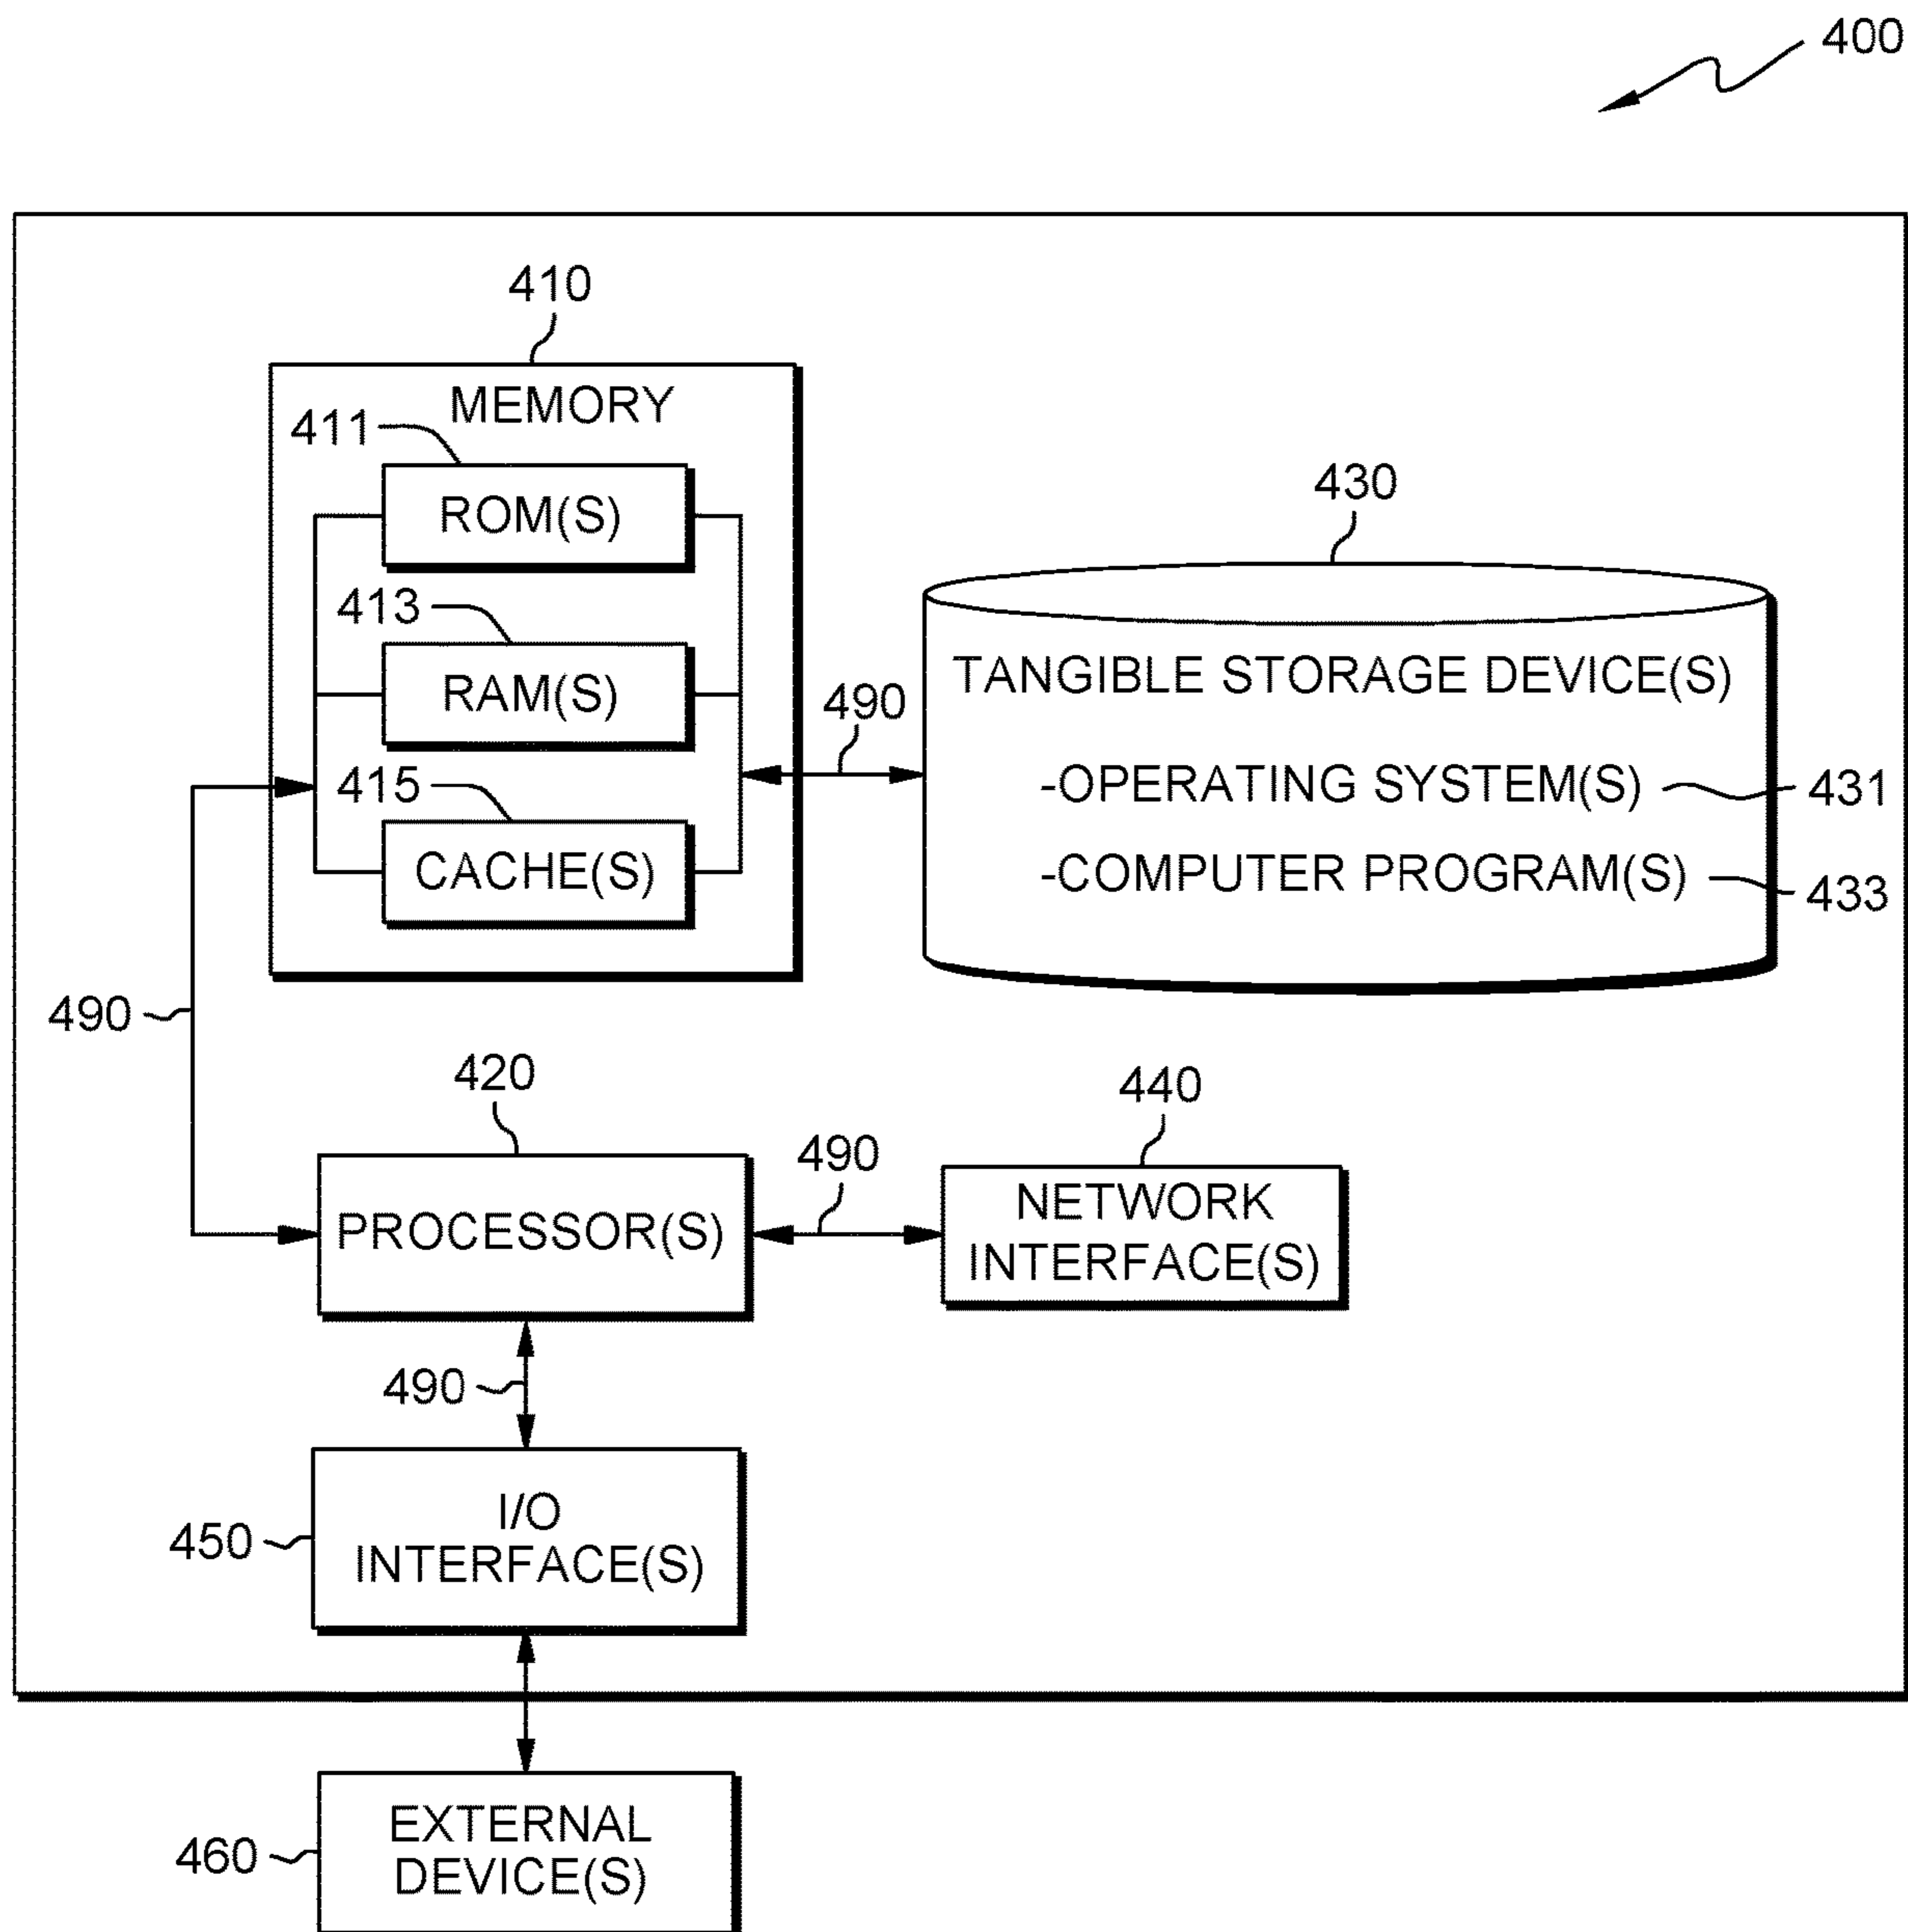 400
410
MEMORY
411
ROM(S)
413
RAM(S)
415
CACHE(S)
490
430
TANGIBLE STORAGE DEVICE(S)
-OPERATING SYSTEM(S)
431
-COMPUTER PROGRAM(S)
433
490
420
PROCESSOR(S)
490
440
NETWORK
INTERFACE(S)
490
450
I/O
INTERFACE(S)
460
EXTERNAL
DEVICE(S)